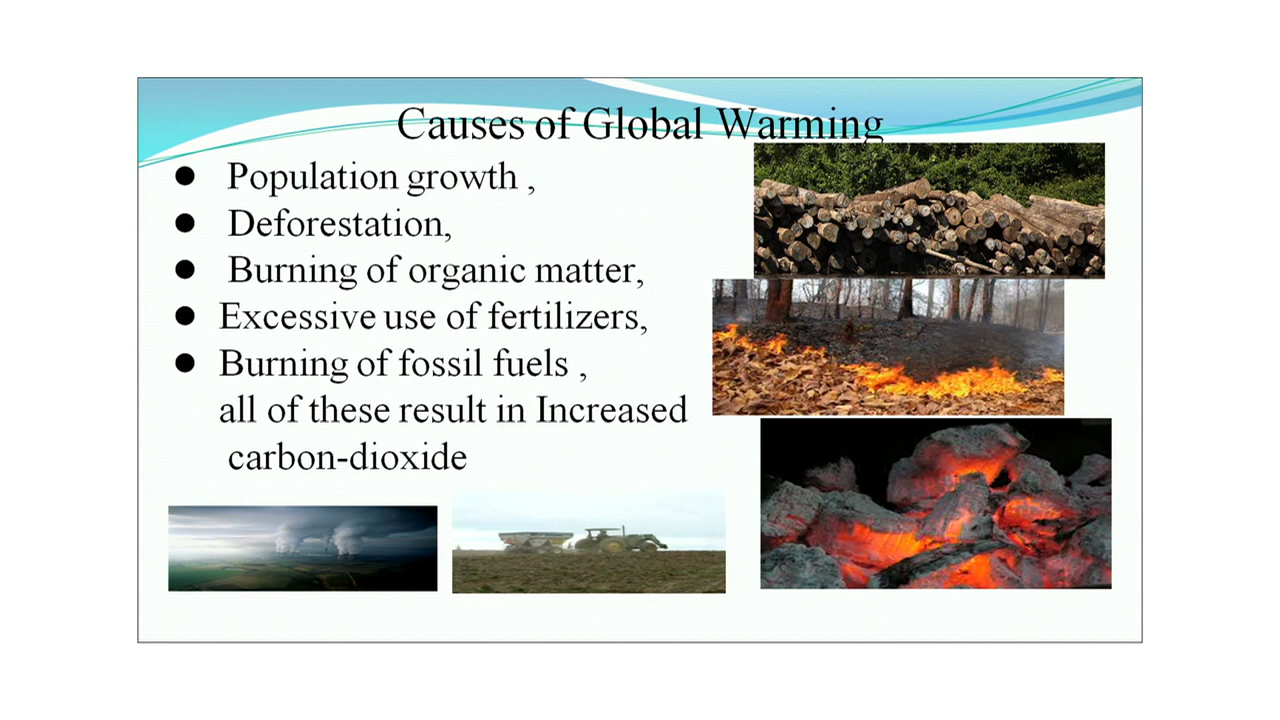 Causes of Global Warming
● Population growth ,
● Deforestation,
● Burning of organic matter,
● Excessive use of fertilizers,
● Burning of fossil fuels ,
all of these result in Increased
carbon-dioxide